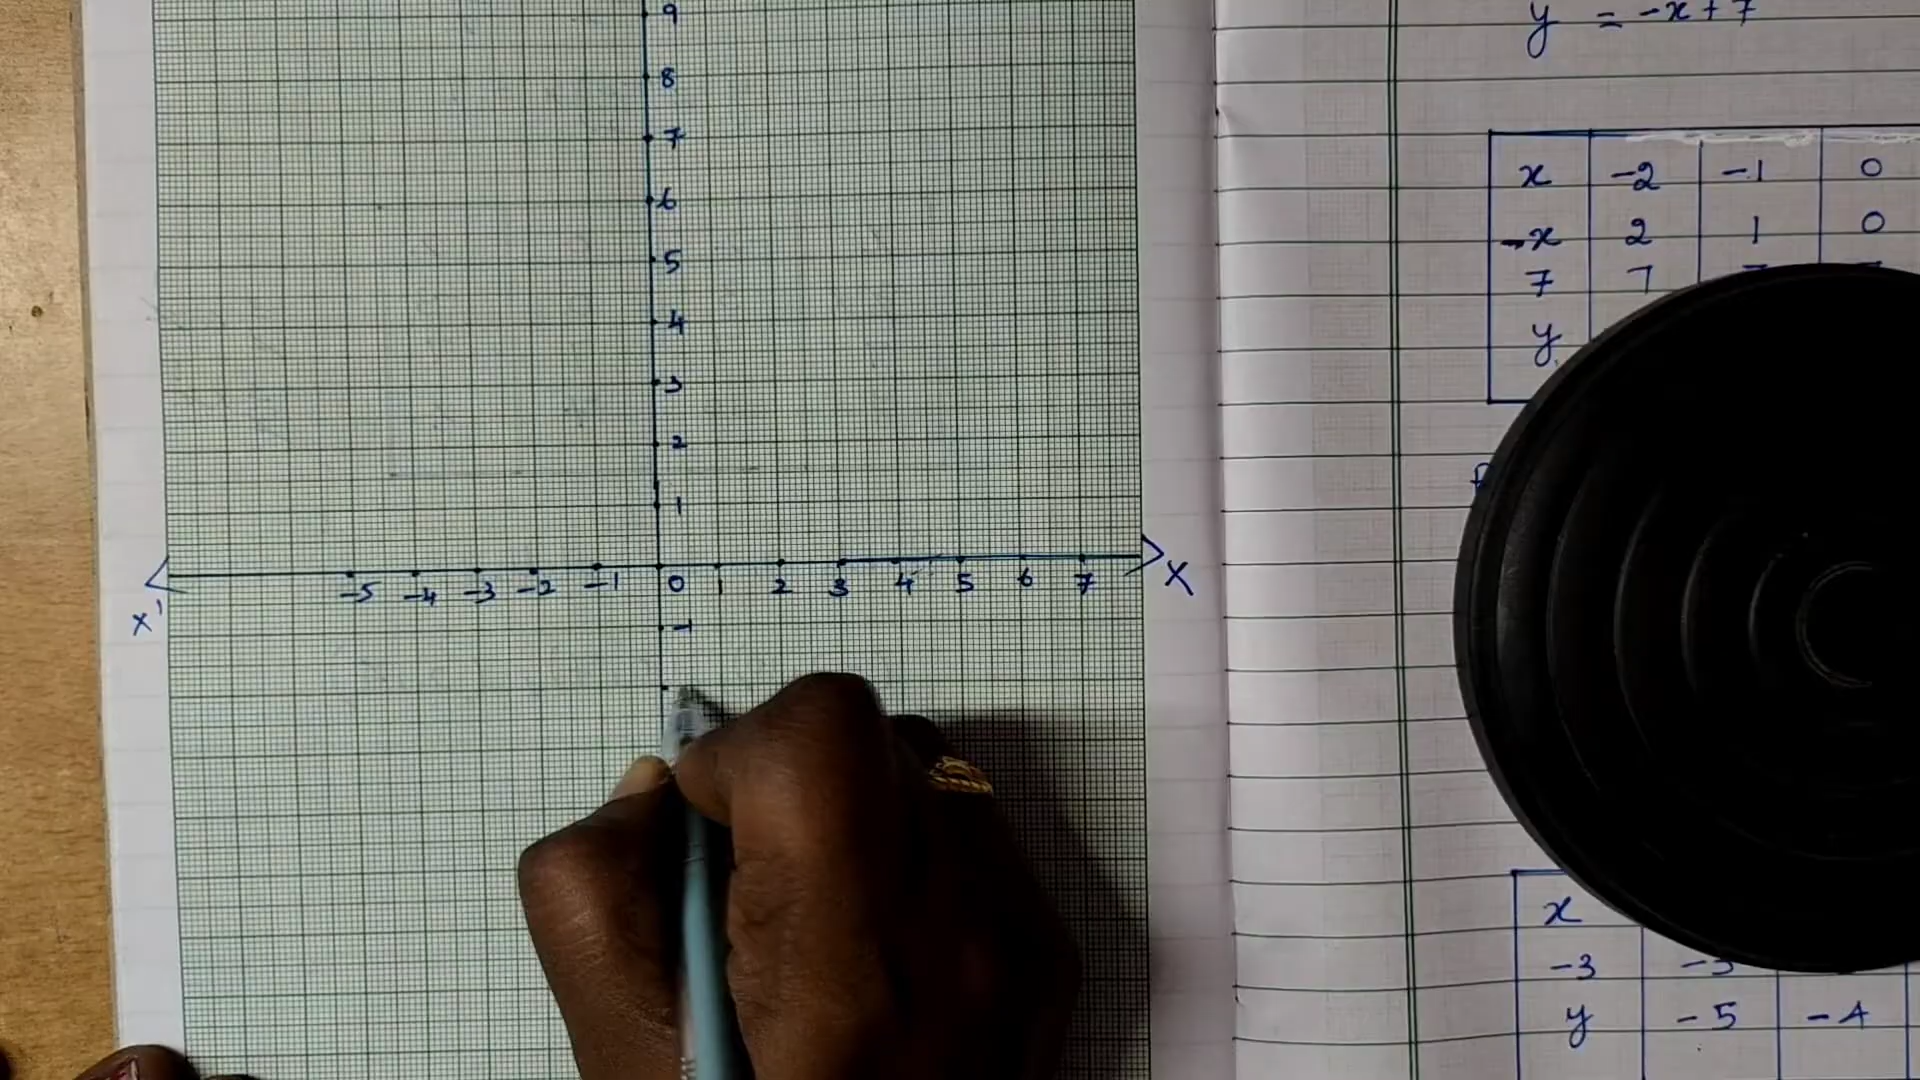 9
8
7
6
5
4
3
2
1
-5 -4 -3 -2 -1 0 1 2 3 4 5 6 7
X' X
-1
y = -x+7
x -2 -1 0
-x 2 1 0
7 7
y
x
-3 -3
y -5 -4